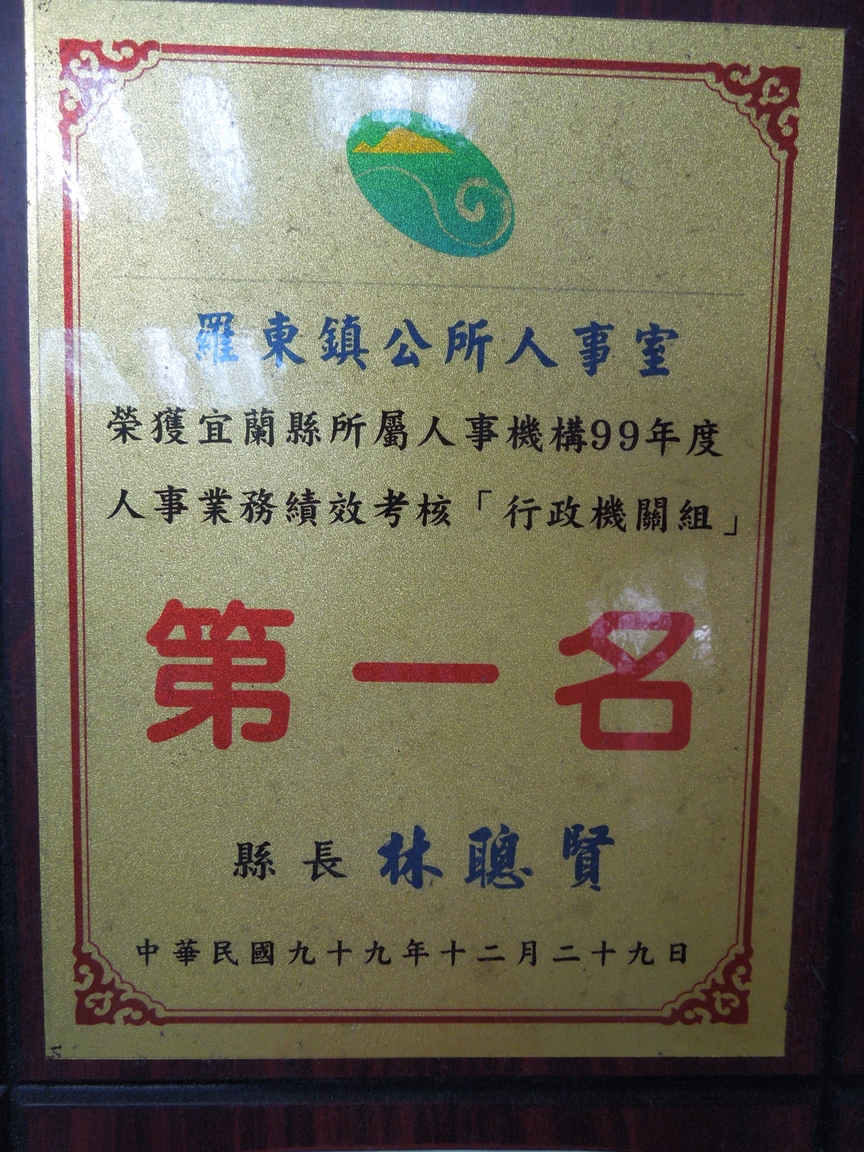 羅東鎮公所人事室
榮獲宜蘭縣所屬人事機構99年度
人事業務績效考核「行政機關組」
第一名
縣長 林聰賢
中華民國九十九年十二月二十九日